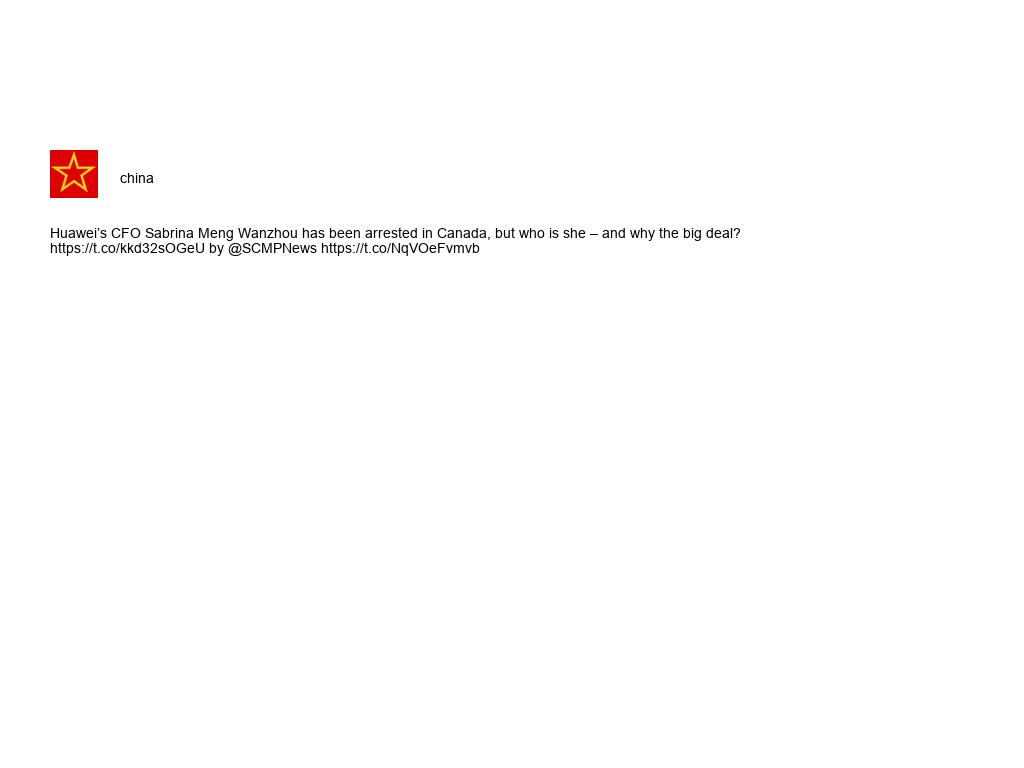 china
Huawei's CFO Sabrina Meng Wanzhou has been arrested in Canada, but who is she – and why the big deal?
https://t.co/kkd32sOGeU by @SCMPNews https://t.co/NqVOeFvmvb